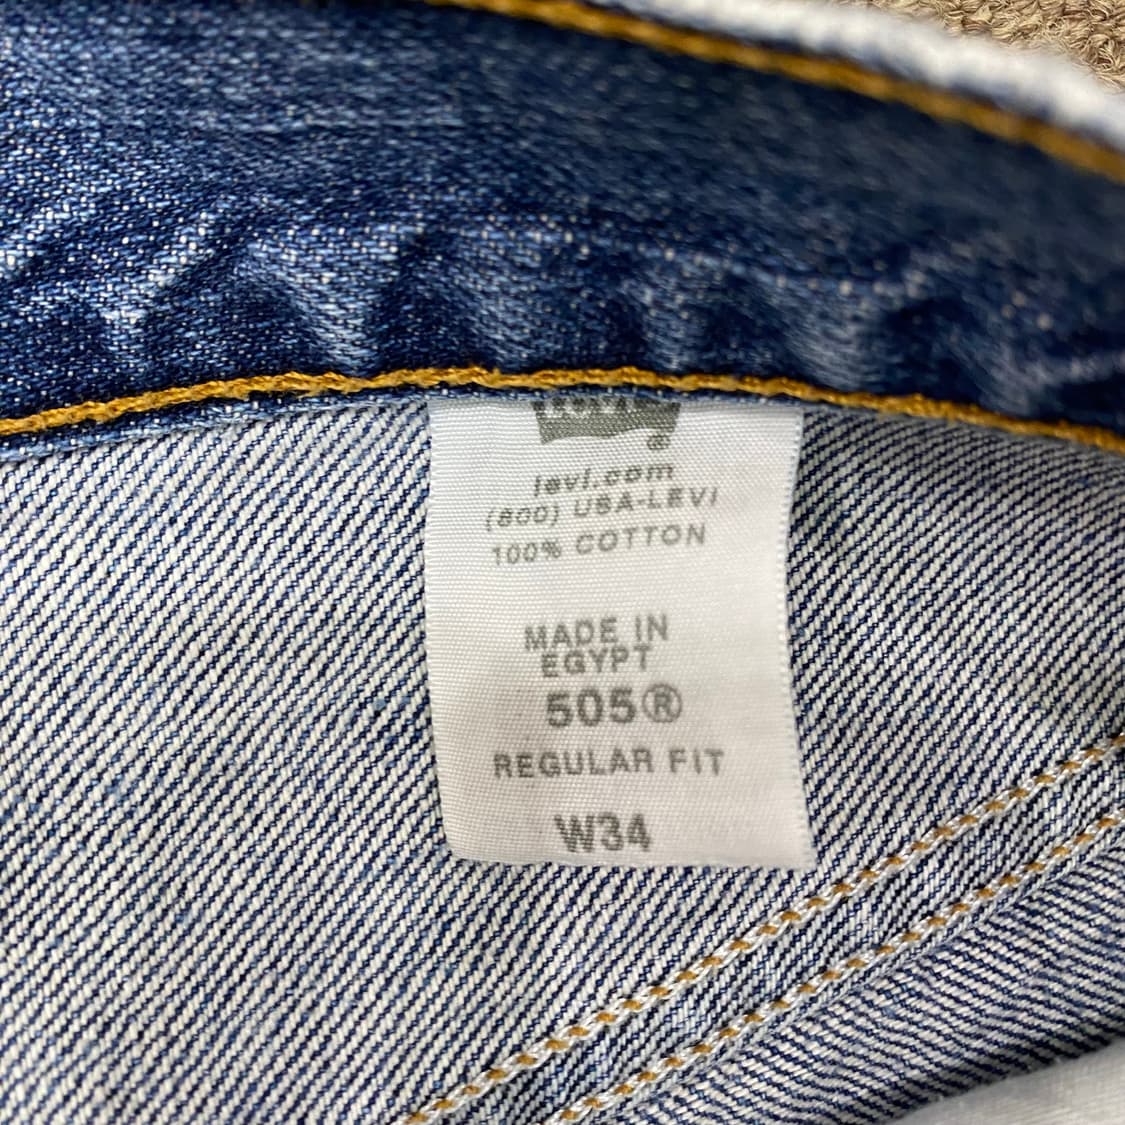 levi.com
(800) USA-LEVI
100% COTTON
MADE IN
EGYPT
505®
REGULAR FIT
W34